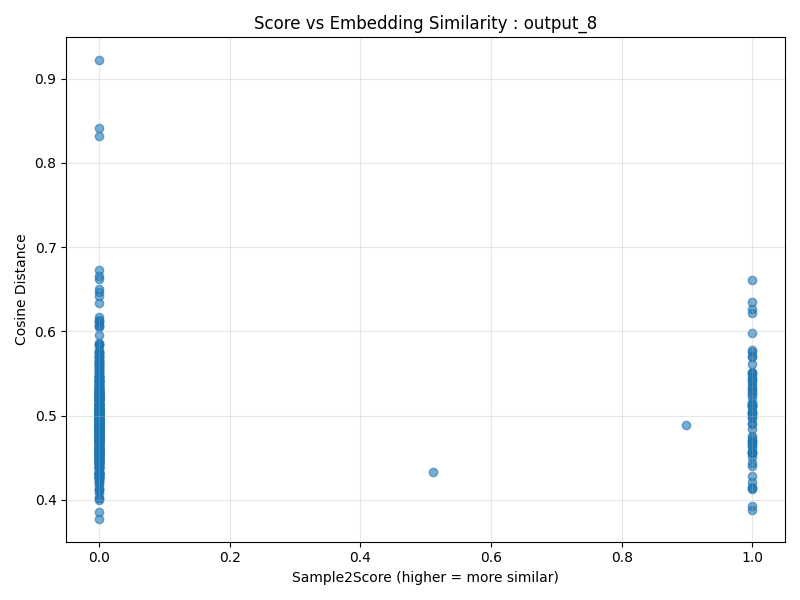 Score vs Embedding Similarity : output_8
Cosine Distance
0.9
0.8
0.7
0.6
0.5
0.4
0.0 0.2 0.4 0.6 0.8 1.0
Sample2Score (higher = more similar)